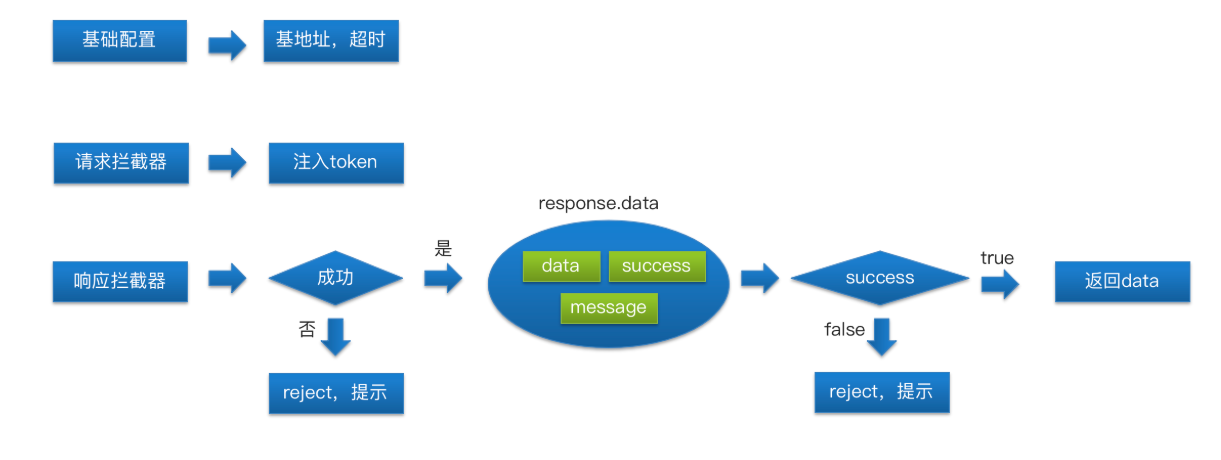 基础配置
基地址，超时
请求拦截器
注入token
response.data
响应拦截器
成功
是
data
success
message
success
true
返回data
否
reject，提示
false
reject，提示